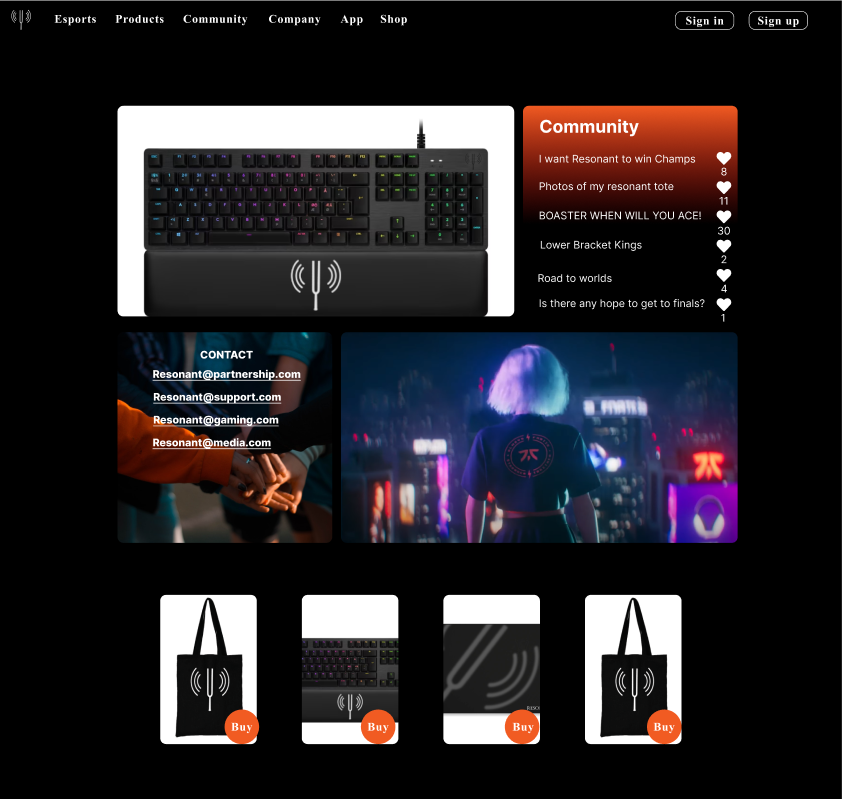 Esports Products Community Company App Shop Sign in Sign up
Community
I want Resonant to win Champs
8
Photos of my resonant tote
11
BOASTER WHEN WILL YOU ACE!
30
Lower Bracket Kings
2
Road to worlds
4
Is there any hope to get to finals?
1
CONTACT
Resonant@partnership.com
Resonant@support.com
Resonant@gaming.com
Resonant@media.com
Buy
Buy
Buy
Buy